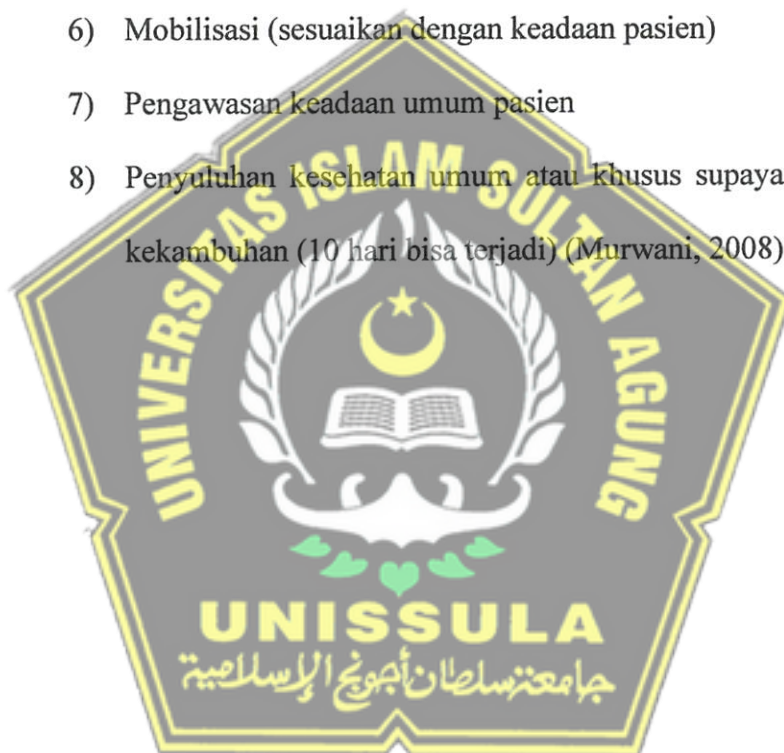 6) Mobilisasi (sesuaikan dengan keadaan pasien)
7) Pengawasan keadaan umum pasien
8) Penyuluhan kesehatan umum atau khusus supaya
kekambuhan (10 hari bisa terjadi) (Murwani, 2008)
UNIVERSITAS ISLAM SULTAN AGUNG
UNISSULA
جامعة سلطان أجونج الإسلامية